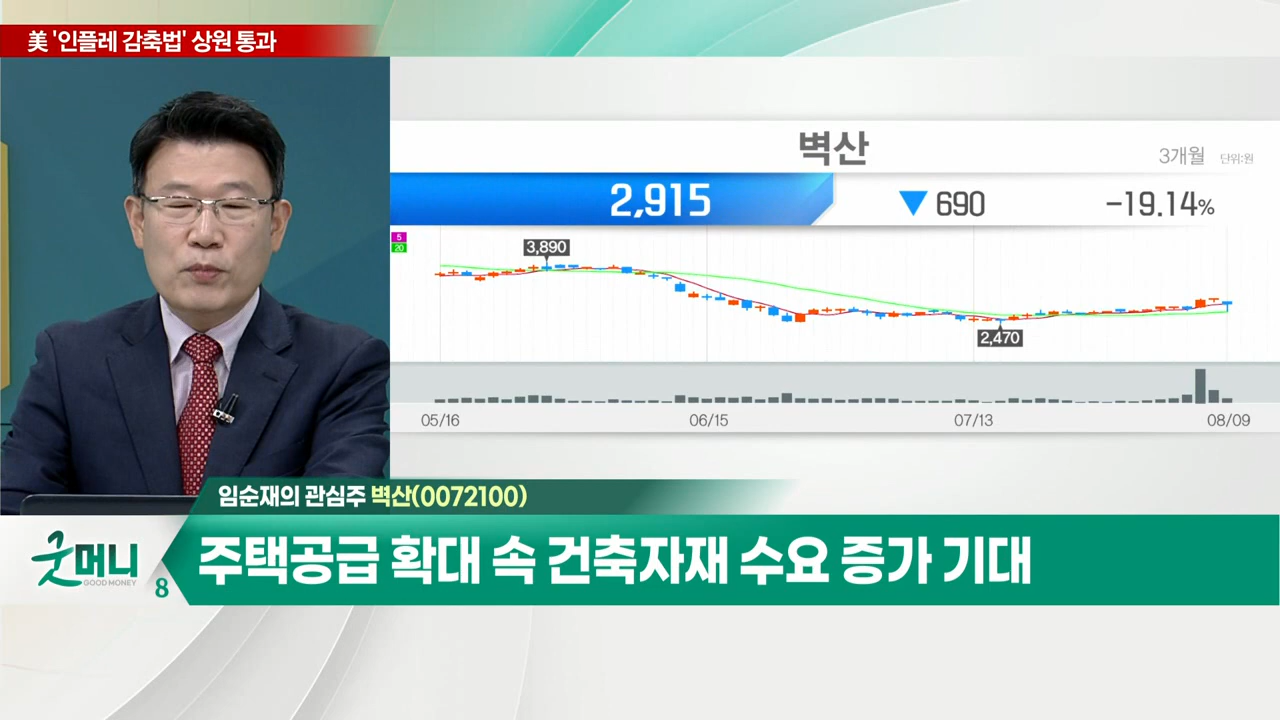 美 '인플레 감축법' 상원 통과
벽산
3개월 단위:원
2,915 ▼690 -19.14%
5
20
3,890
2,470
05/16 06/15 07/13 08/09
임순재의 관심주 벽산(0072100)
굿머니
GOOD MONEY
8
주택공급 확대 속 건축자재 수요 증가 기대